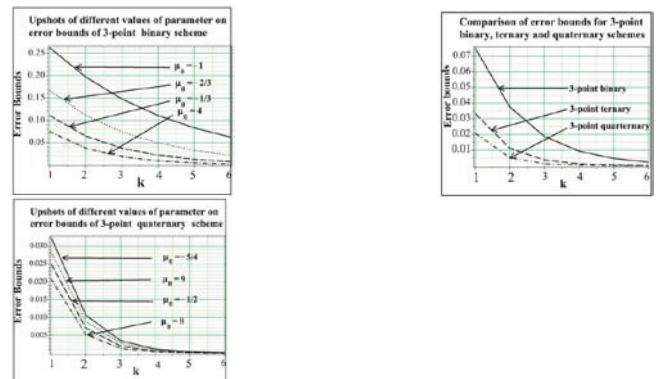 Upshots of different values of parameter on
error bounds of 3-point binary scheme
Error Bounds
0.25
0.20
0.15
0.10
0.05
μ0=-1
μ0=-2/3
μ0=-1/3
μ0=4
1 2 3 4 5 6
k
Comparison of error bounds for 3-point
binary, ternary and quaternary schemes
Error Bounds
0.07
0.06
0.05
0.04
0.03
0.02
0.01
3-point binary
3-point ternary
3-point quarternary
1 2 3 4 5 6
k
Upshots of different values of parameter on
error bounds of 3-point quaternary scheme
Error Bounds
0.030
0.025
0.020
0.015
0.010
0.005
μ0=-5/4
μ0=9
μ0=-1/2
1 2 3 4 5 6
k